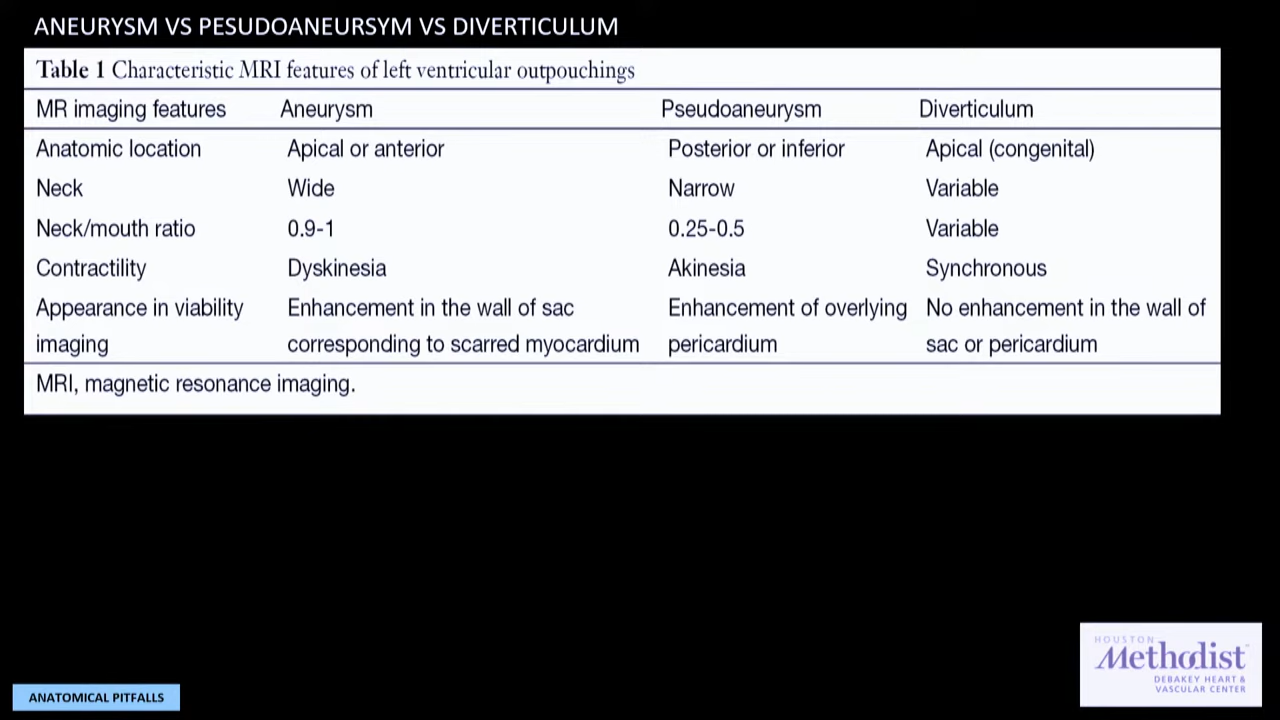 ANEURYSM VS PESUDOANEURSYM VS DIVERTICULUM
Table 1 Characteristic MRI features of left ventricular outpouchings
MR imaging features Aneurysm Pseudoaneurysm Diverticulum
Anatomic location Apical or anterior Posterior or inferior Apical (congenital)
Neck Wide Narrow Variable
Neck/mouth ratio 0.9-1 0.25-0.5 Variable
Contractility Dyskinesia Akinesia Synchronous
Appearance in viability Enhancement in the wall of sac Enhancement of overlying No enhancement in the wall of
imaging corresponding to scarred myocardium pericardium sac or pericardium
MRI, magnetic resonance imaging.
HOUSTON
Methodist
DEBAKEY HEART &
VASCULAR CENTER
ANATOMICAL PITFALLS